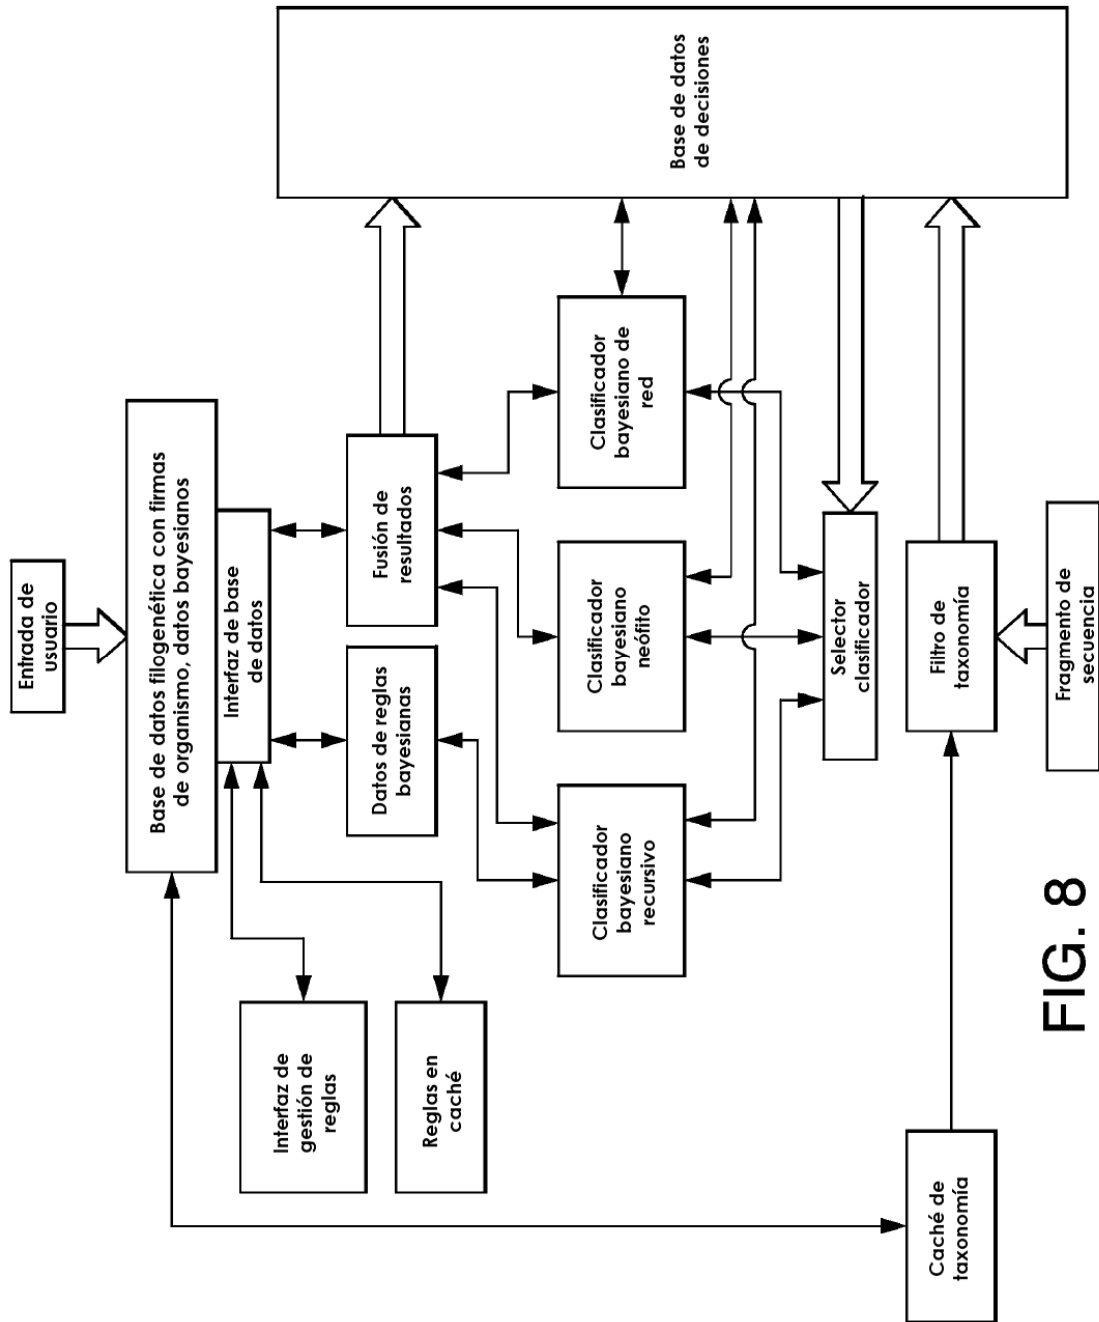 Entrada de
usuario
Base de datos filogenética con firmas
de organismo, datos bayesianos
Interfaz de base
de datos
Interfaz de
gestión de
reglas
Reglas en
caché
Datos de reglas
bayesianas
Fusión de
resultados
Clasificador
bayesiano
recursivo
Clasificador
bayesiano
neófito
Clasificador
bayesiano de
red
Base de datos
de decisiones
Selector
clasificador
Caché de
taxonomía
Filtro de
taxonomía
Fragmento de
secuencia
FIG. 8